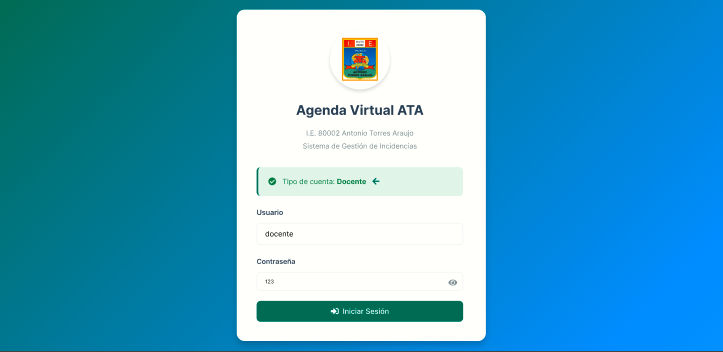 I. E.
Agenda Virtual ATA
I.E. 80002 Antonio Torres Araujo
Sistema de Gestión de Incidencias
Tipo de cuenta: Docente
Usuario
docente
Contraseña
123
Iniciar Sesión